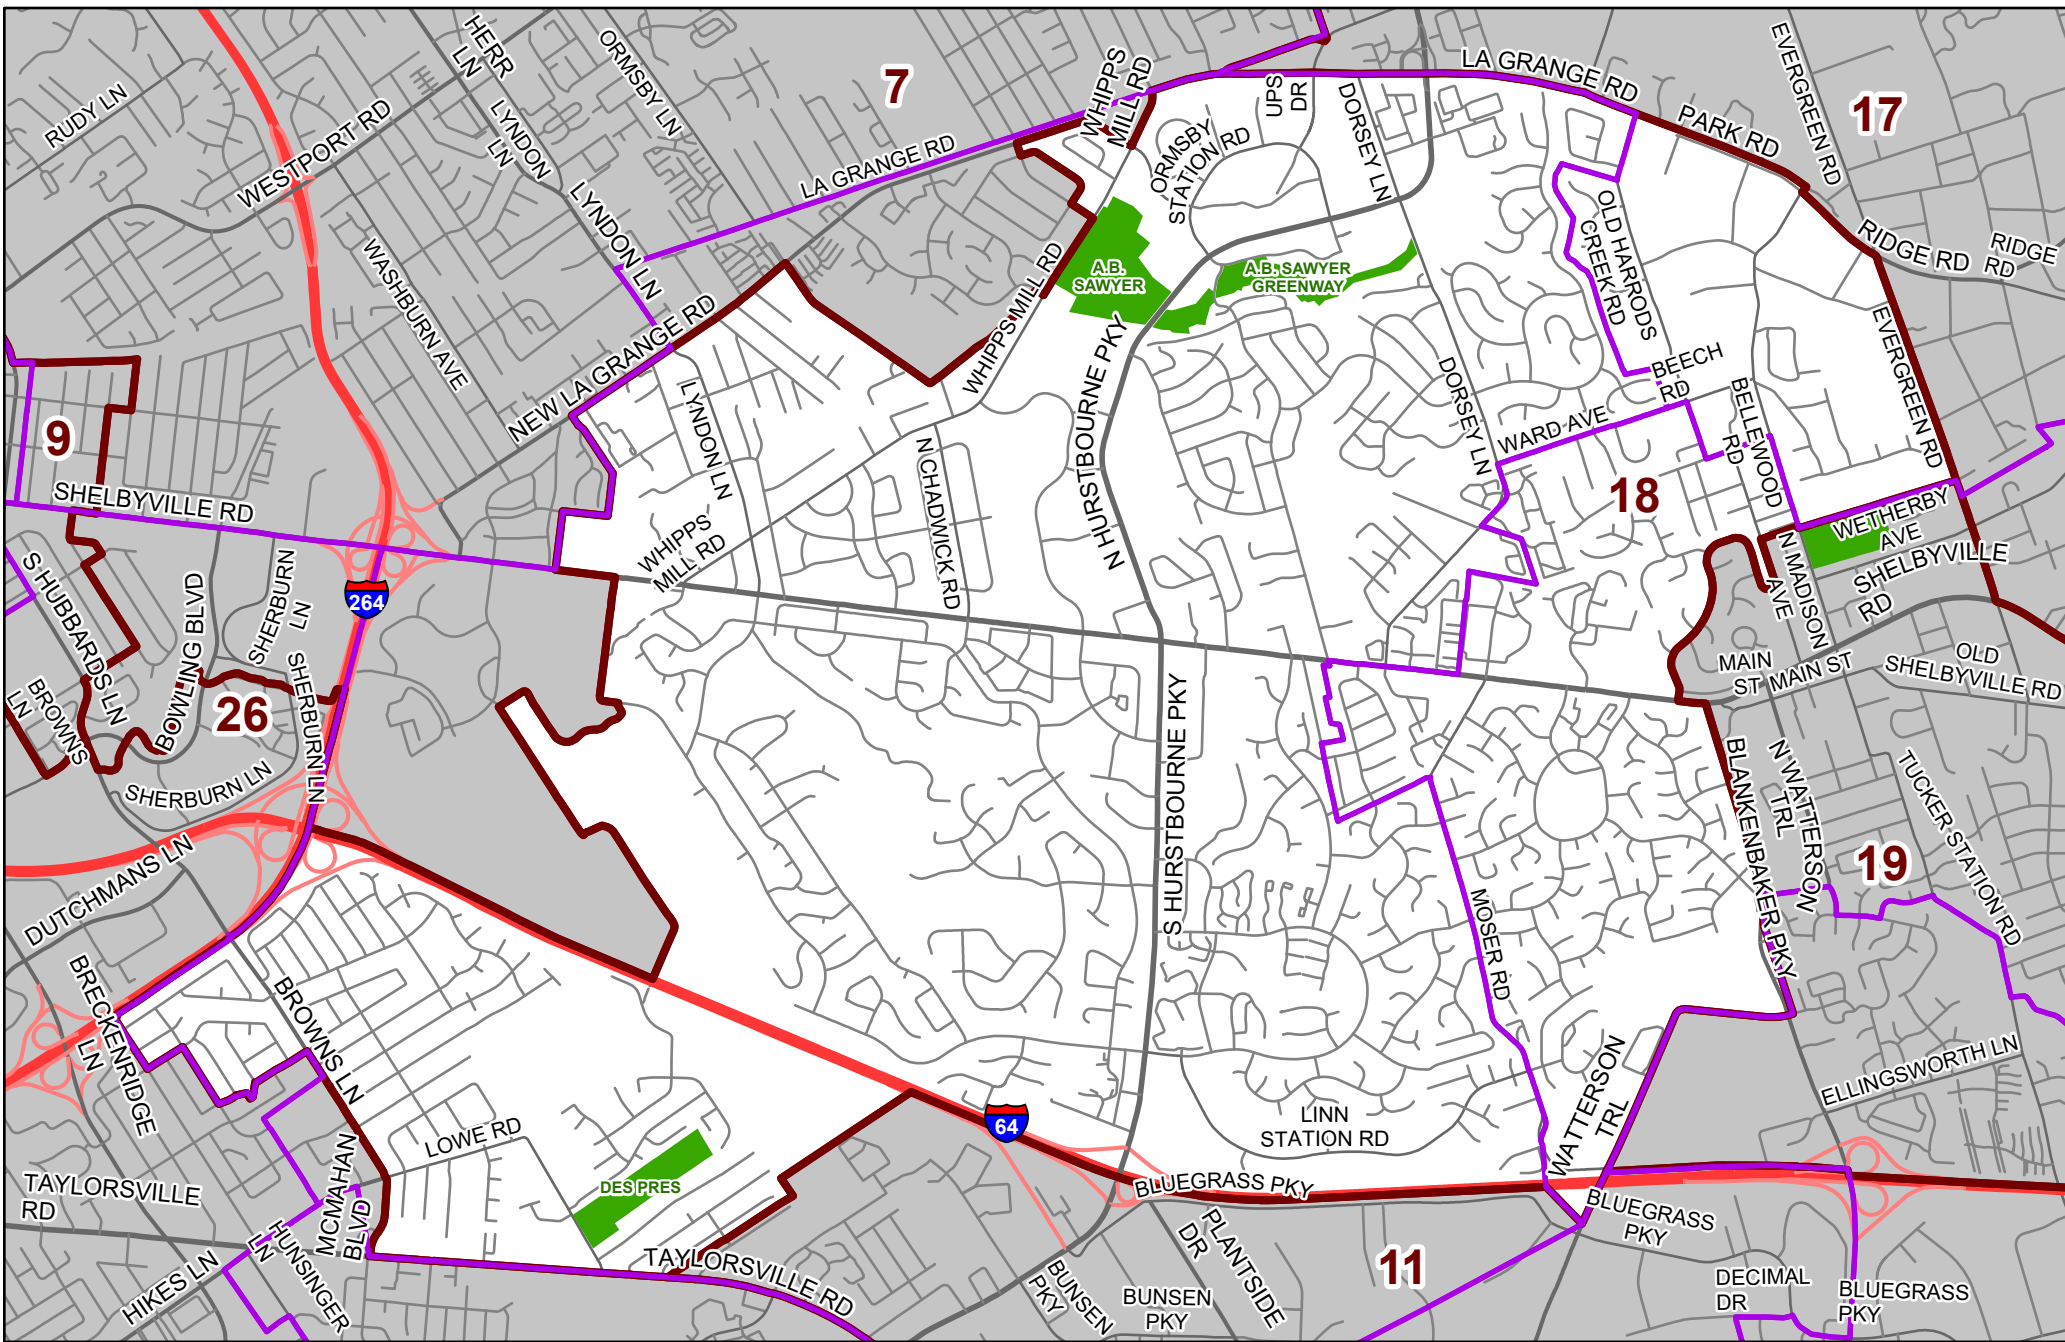 RUDY LN
WESTPORT RD
HERR
LN
LYNDON
LN
ORMSBY LN
7
WHIPPS
MILL RD
LA GRANGE RD
LA GRANGE RD
UPS
DR
DORSEY LN
ORMSBY
STATION RD
PARK RD
EVERGREEN RD
17
RIDGE RD
RIDGE
RD
LYNDON LN
WASHBURN AVE
NEW LA GRANGE RD
A.B.
SAWYER
A.B. SAWYER
GREENWAY
WHIPPS MILL RD
OLD HARRODS
CREEK RD
EVERGREEN RD
N HURSTBOURNE PKY
DORSEY LN
BEECH
RD
BELLEWOOD
RD
WARD AVE
9
SHELBYVILLE RD
LYNDON LN
N CHADWICK RD
WHIPPS
MILL RD
18
WETHERBY
AVE
N MADISON
AVE
SHELBYVILLE
RD
264
S HUBBARDS LN
BOWLING BLVD
SHERBURN
LN
SHERBURN LN
BROWNS
LN
26
SHERBURN LN
MAIN
ST
MAIN ST
OLD
SHELBYVILLE RD
S HURSTBOURNE PKY
BLANKENBAKER PKY
N WATTERSON
TRL
TUCKER STATION RD
19
DUTCHMANS LN
BRECKENRIDGE
LN
BROWNS LN
MOSER RD
WATTERSON
TRL
ELLINGSWORTH LN
LOWE RD
DES PRES
64
LINN
STATION RD
BLUEGRASS PKY
BLUEGRASS
PKY
TAYLORSVILLE
RD
MCMAHAN
BLVD
HIKES LN
HUNSINGER
LN
TAYLORSVILLE RD
BUNSEN
PKY
BUNSEN
PKY
PLANTSIDE
DR
11
DECIMAL
DR
BLUEGRASS
PKY